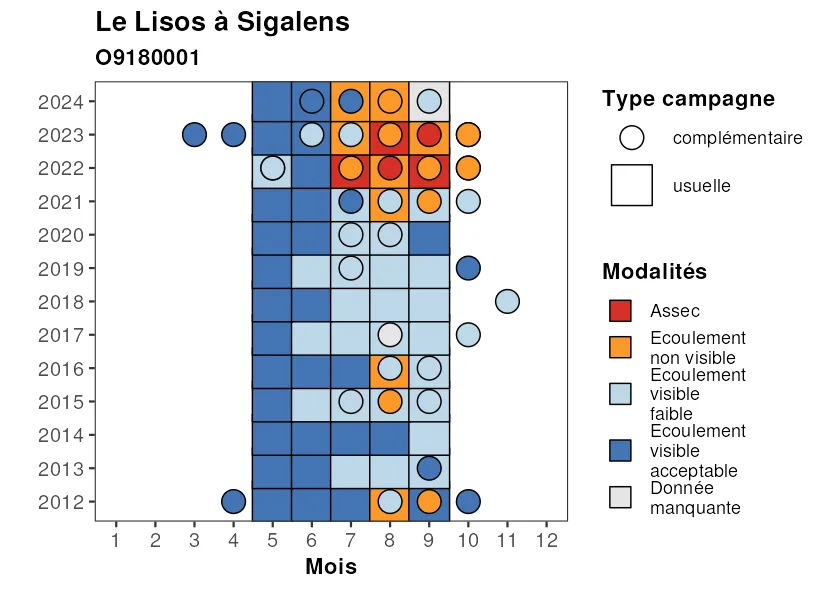 Le Lisos à Sigalens
O9180001
2024
2023
2022
2021
2020
2019
2018
2017
2016
2015
2014
2013
2012
1 2 3 4 5 6 7 8 9 10 11 12
Mois
Type campagne
complémentaire
usuelle
Modalités
Assec
Ecoulement
non visible
Ecoulement
visible
faible
Ecoulement
visible
acceptable
Donnée
manquante